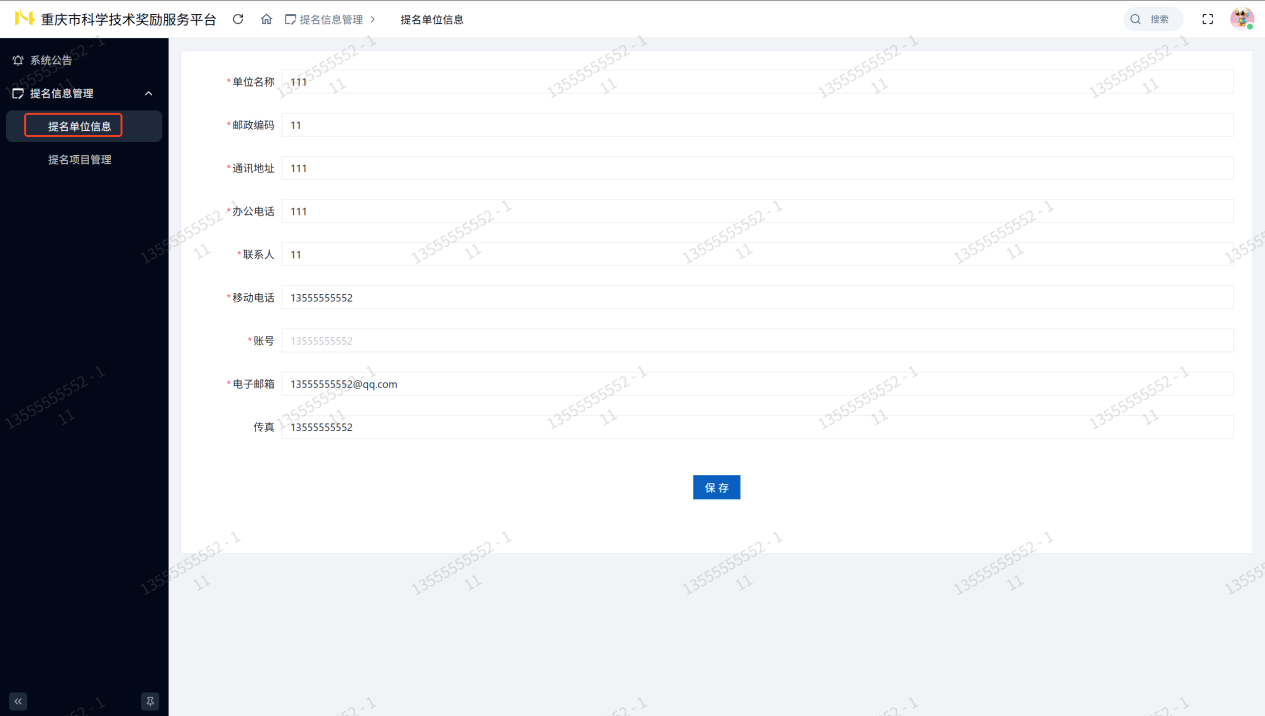 重庆市科学技术奖励服务平台 提名信息管理 提名单位信息 搜索
系统公告
提名信息管理
提名单位信息
提名项目管理
*单位名称 111
*邮政编码 11
*通讯地址 111
*办公电话 111
*联系人 11
*移动电话 13555555552
*账号 13555555552
*电子邮箱 13555555552@qq.com
传真 13555555552
保 存
13555555552 - 1
11